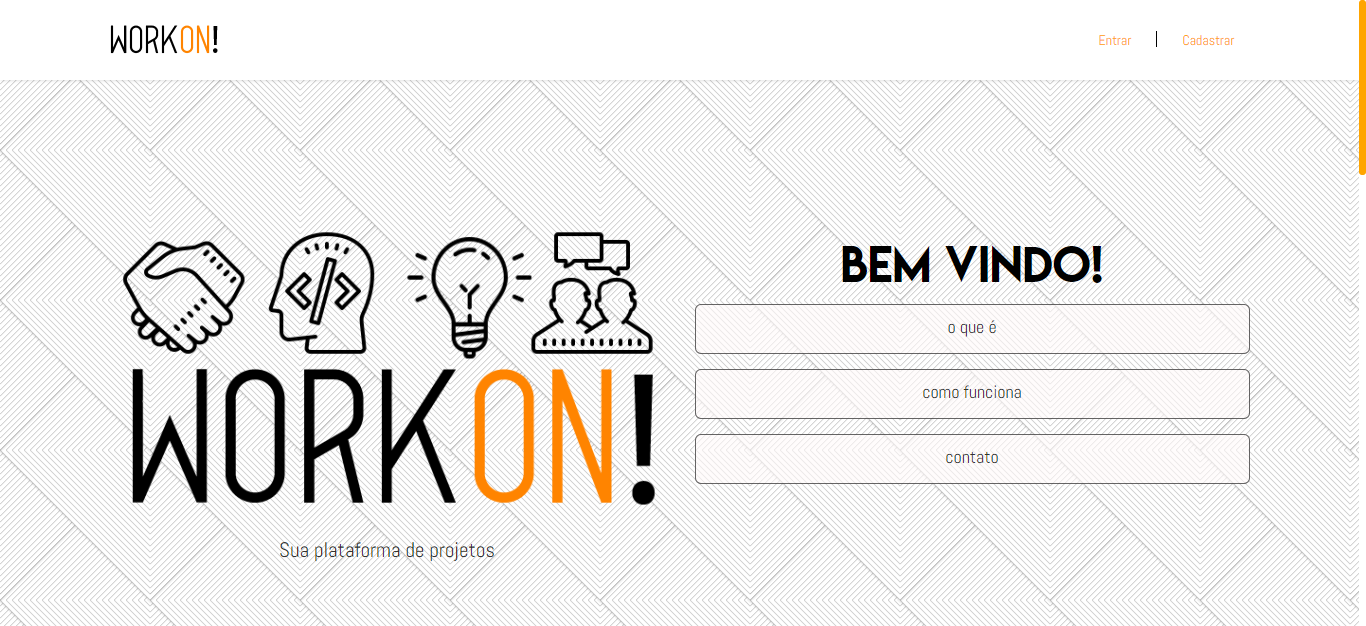 WORKON!
Entrar
Cadastrar
WORKON!
Sua plataforma de projetos
BEM VINDO!
o que é
como funciona
contato